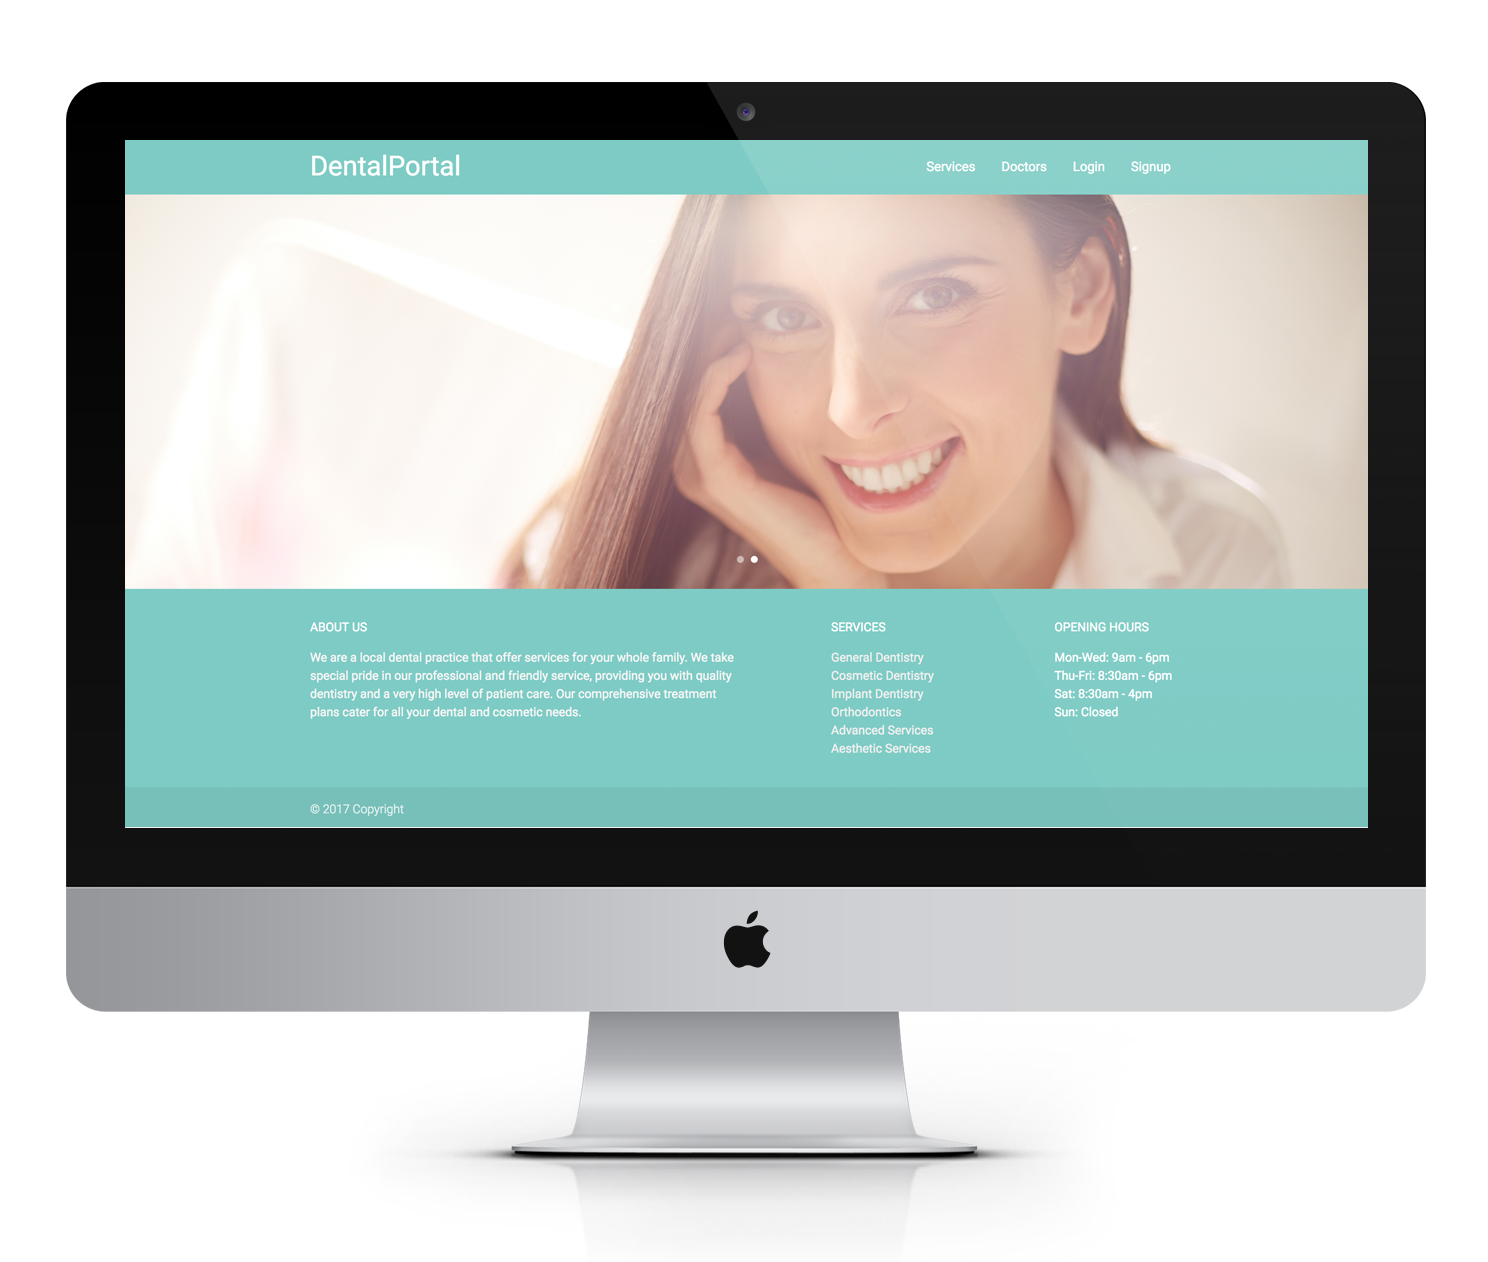 DentalPortal
Services Doctors Login Signup
ABOUT US
We are a local dental practice that offer services for your whole family. We take
special pride in our professional and friendly service, providing you with quality
dentistry and a very high level of patient care. Our comprehensive treatment
plans cater for all your dental and cosmetic needs.
SERVICES
General Dentistry
Cosmetic Dentistry
Implant Dentistry
Orthodontics
Advanced Services
Aesthetic Services
OPENING HOURS
Mon-Wed: 9am - 6pm
Thu-Fri: 8:30am - 6pm
Sat: 8:30am - 4pm
Sun: Closed
© 2017 Copyright